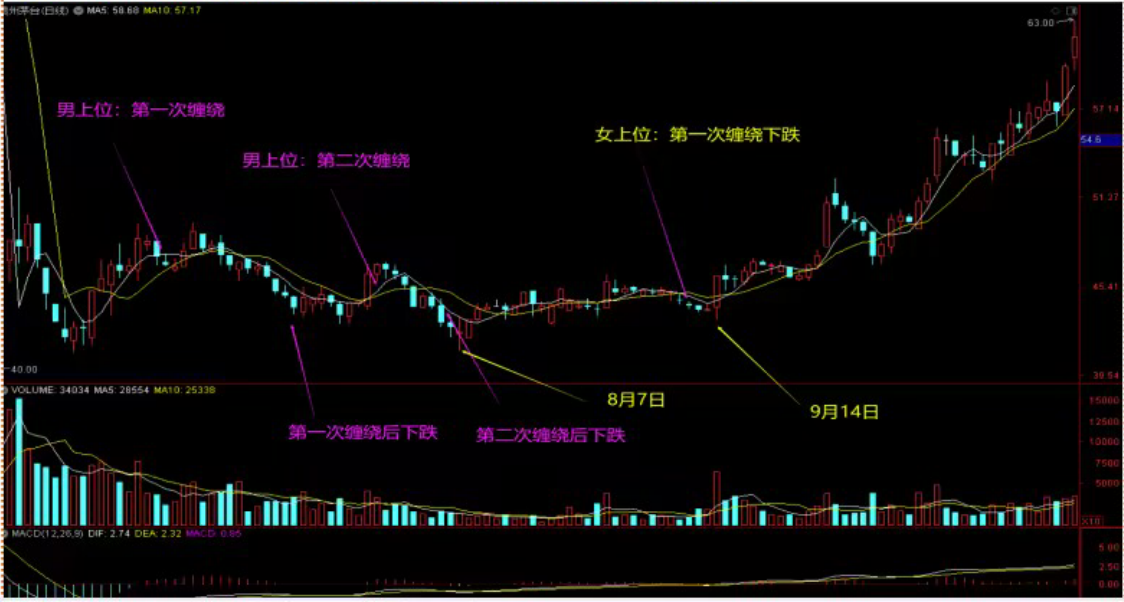 州茅台(日线) MA5: 58.68 MA10: 57.17
63.00
男上位：第一次缠绕
57.14
女上位：第一次缠绕下跌
54.6
男上位：第二次缠绕
51.27
45.41
40.00
39.54
VOLUME: 34034 MA5: 28554 MA10: 25338
8月7日
15000
9月14日
12500
第一次缠绕后下跌
第二次缠绕后下跌
10000
7500
5000
X10
MACD(12,26,9) DIF: 2.74 DEA: 2.32 MACD: 0.85
5.00
2.50
0.00